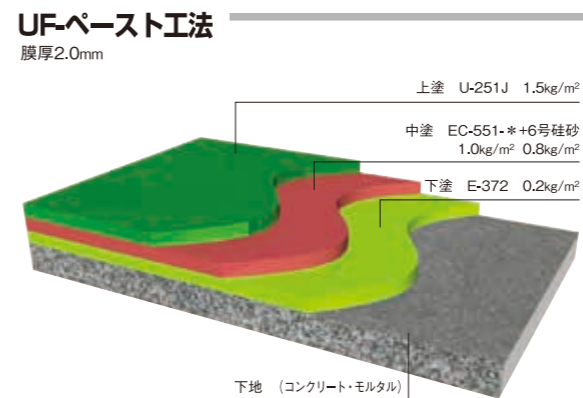 UF-ペースト工法
膜厚2.0mm
上塗 U-251J 1.5kg/m²
中塗 EC-551-＊+6号硅砂
1.0kg/m² 0.8kg/m²
下塗 E-372 0.2kg/m²
下地 （コンクリート・モルタル）